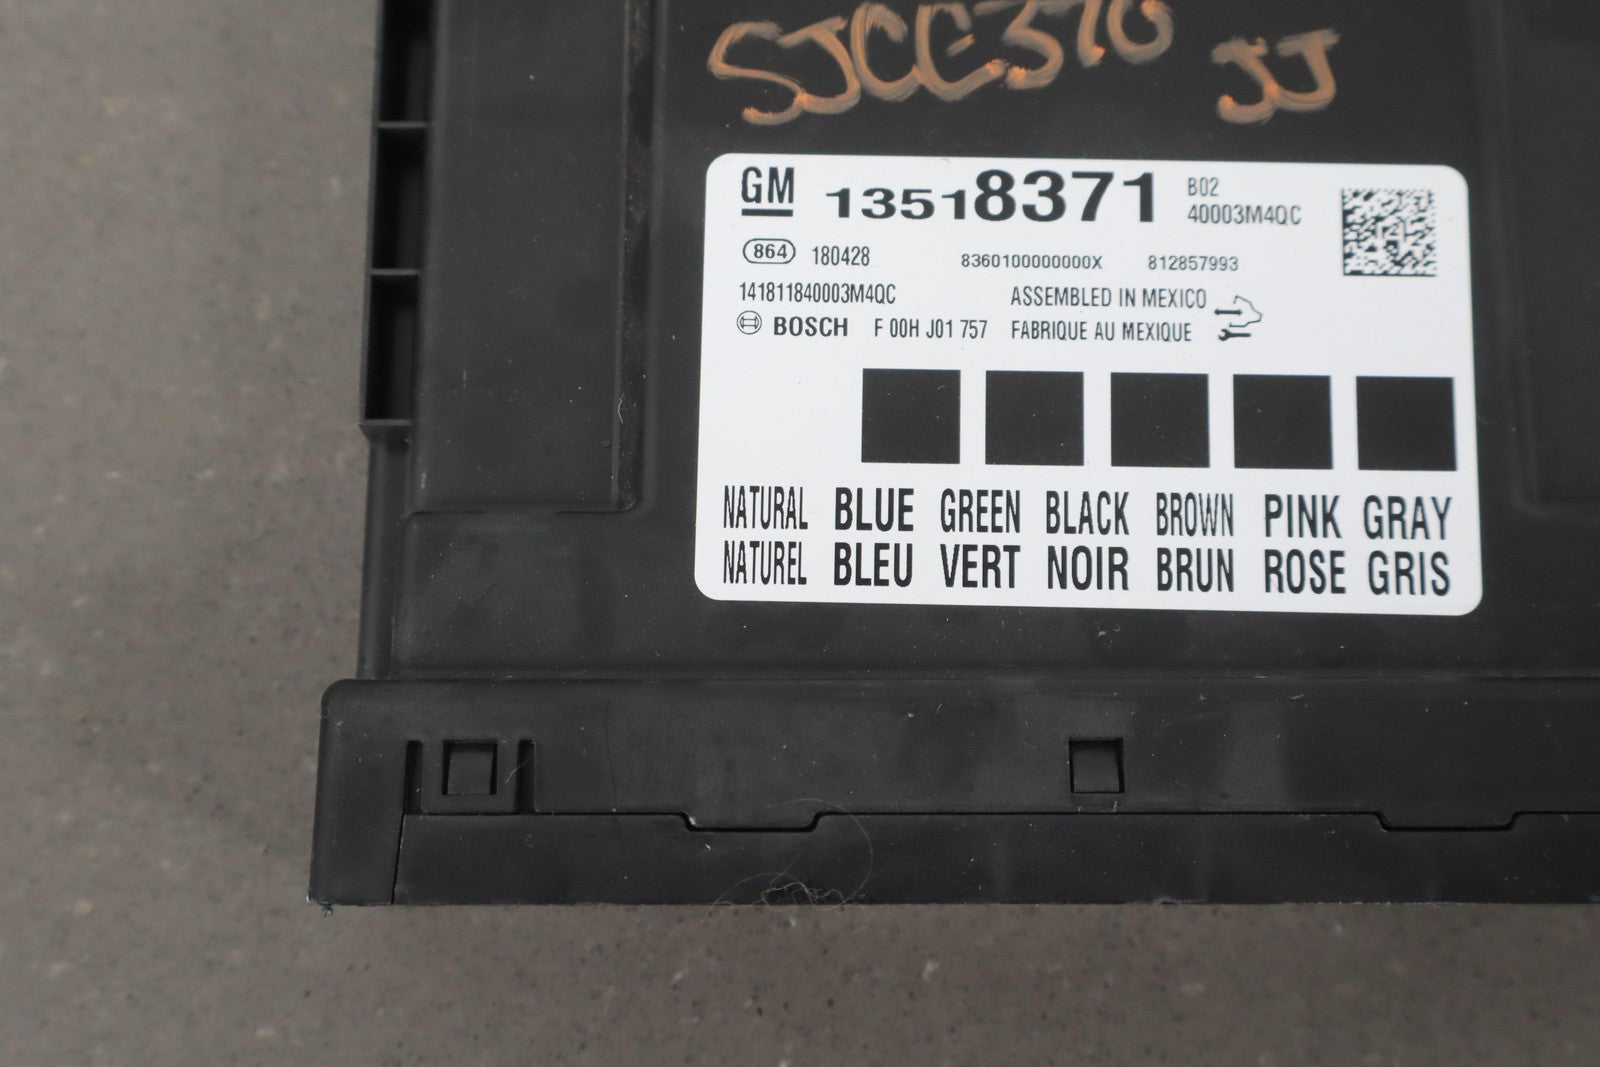 SJCC370 JJ
GM 13518371 B02
40003M4QC
864 180428 8360100000000X 812857993
141811840003M4QC ASSEMBLED IN MEXICO
BOSCH F 00H J01 757 FABRIQUE AU MEXIQUE
NATURAL BLUE GREEN BLACK BROWN PINK GRAY
NATUREL BLEU VERT NOIR BRUN ROSE GRIS